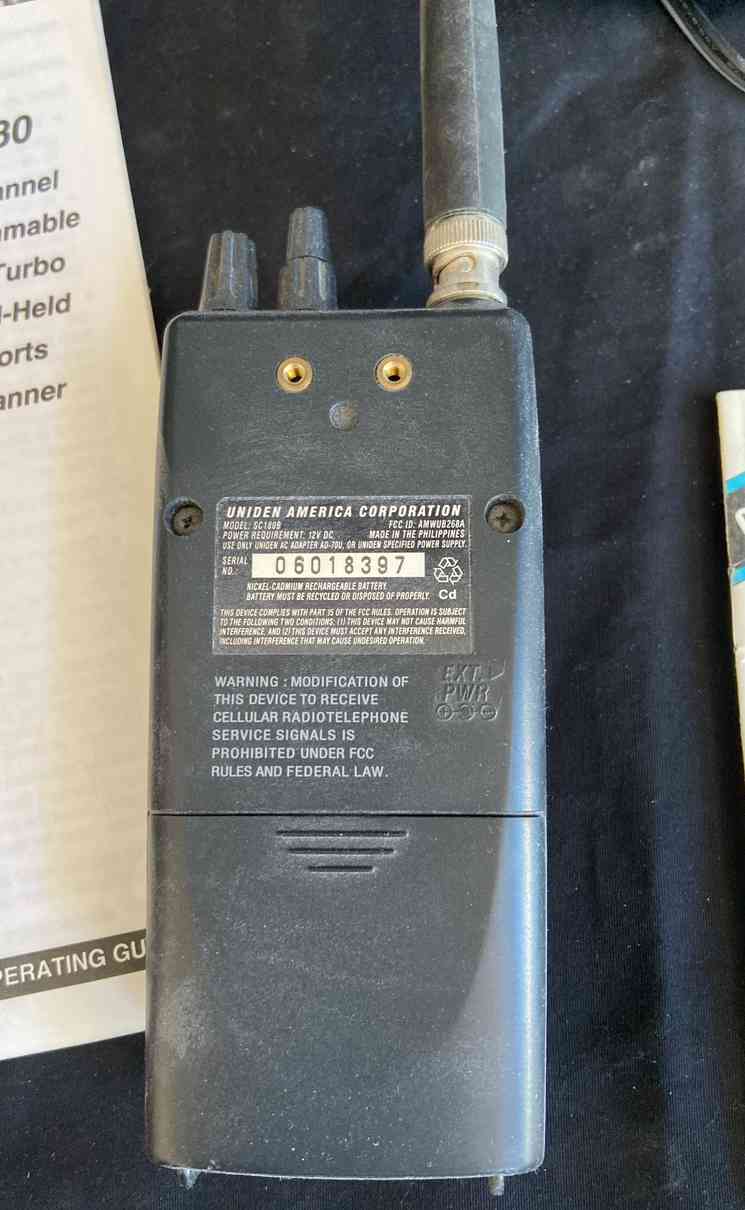 30
annel
amable
Turbo
-Held
orts
anner
PERATING GU
UNIDEN AMERICA CORPORATION
MODEL: SC180B FCC ID: AMWUB268A
POWER REQUIREMENT: 12V DC MADE IN THE PHILIPPINES
USE ONLY UNIDEN AC ADAPTER AD-70U, OR UNIDEN SPECIFIED POWER SUPPLY.
SERIAL NO.: 06018397
NICKEL-CADMIUM RECHARGEABLE BATTERY.
BATTERY MUST BE RECYCLED OR DISPOSED OF PROPERLY. Cd
THIS DEVICE COMPLIES WITH PART 15 OF THE FCC RULES. OPERATION IS SUBJECT
TO THE FOLLOWING TWO CONDITIONS: (1) THIS DEVICE MAY NOT CAUSE HARMFUL
INTERFERENCE, AND (2) THIS DEVICE MUST ACCEPT ANY INTERFERENCE RECEIVED,
INCLUDING INTERFERENCE THAT MAY CAUSE UNDESIRED OPERATION.
WARNING : MODIFICATION OF
THIS DEVICE TO RECEIVE
CELLULAR RADIOTELEPHONE
SERVICE SIGNALS IS
PROHIBITED UNDER FCC
RULES AND FEDERAL LAW.
EXT.
PWR